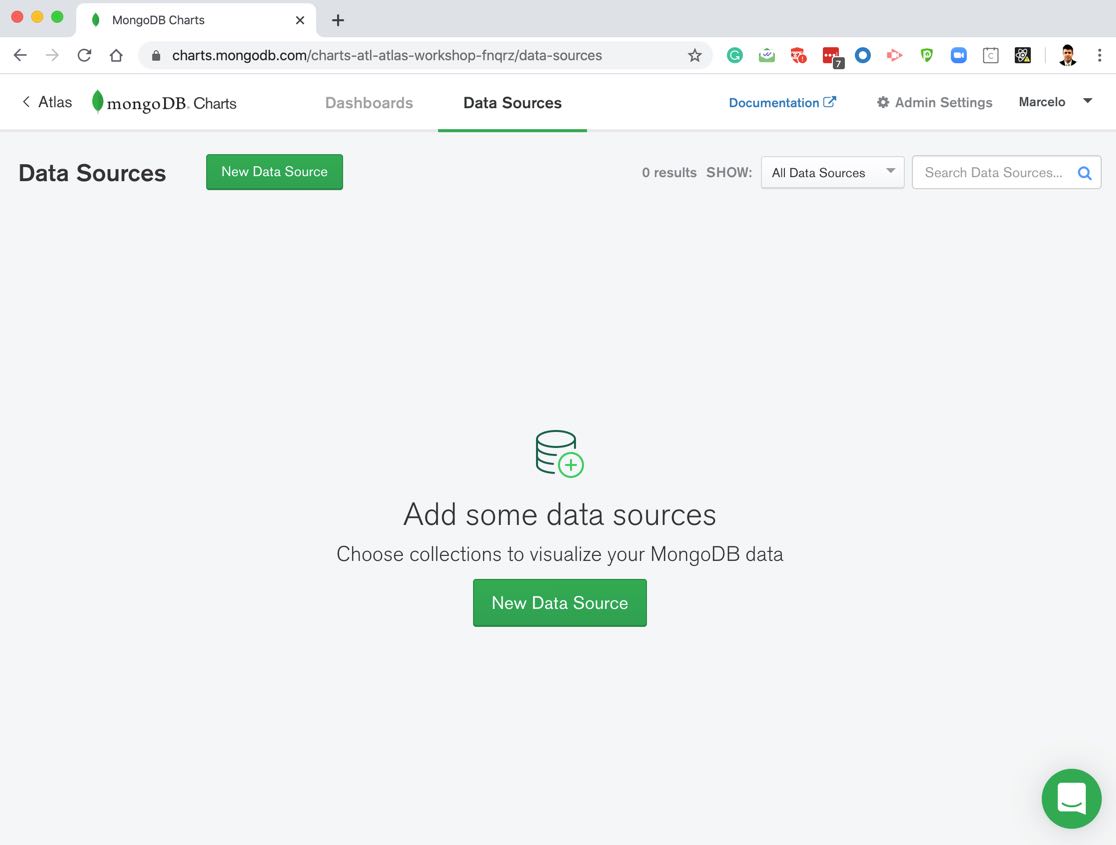 MongoDB Charts
charts.mongodb.com/charts-atl-atlas-workshop-fnqrz/data-sources
7
Atlas
mongoDB. Charts
Dashboards
Data Sources
Documentation
Admin Settings
Marcelo
Data Sources
New Data Source
0 results SHOW:
All Data Sources
Search Data Sources...
Add some data sources
Choose collections to visualize your MongoDB data
New Data Source